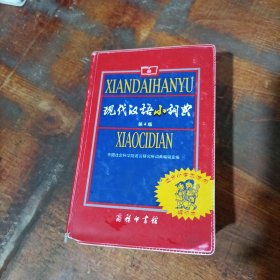 XIANDAIHANYU
现代汉语小词典
第4版
中国社会科学院语言研究所词典编辑室编
XIAOCIDIAN
商务印书馆